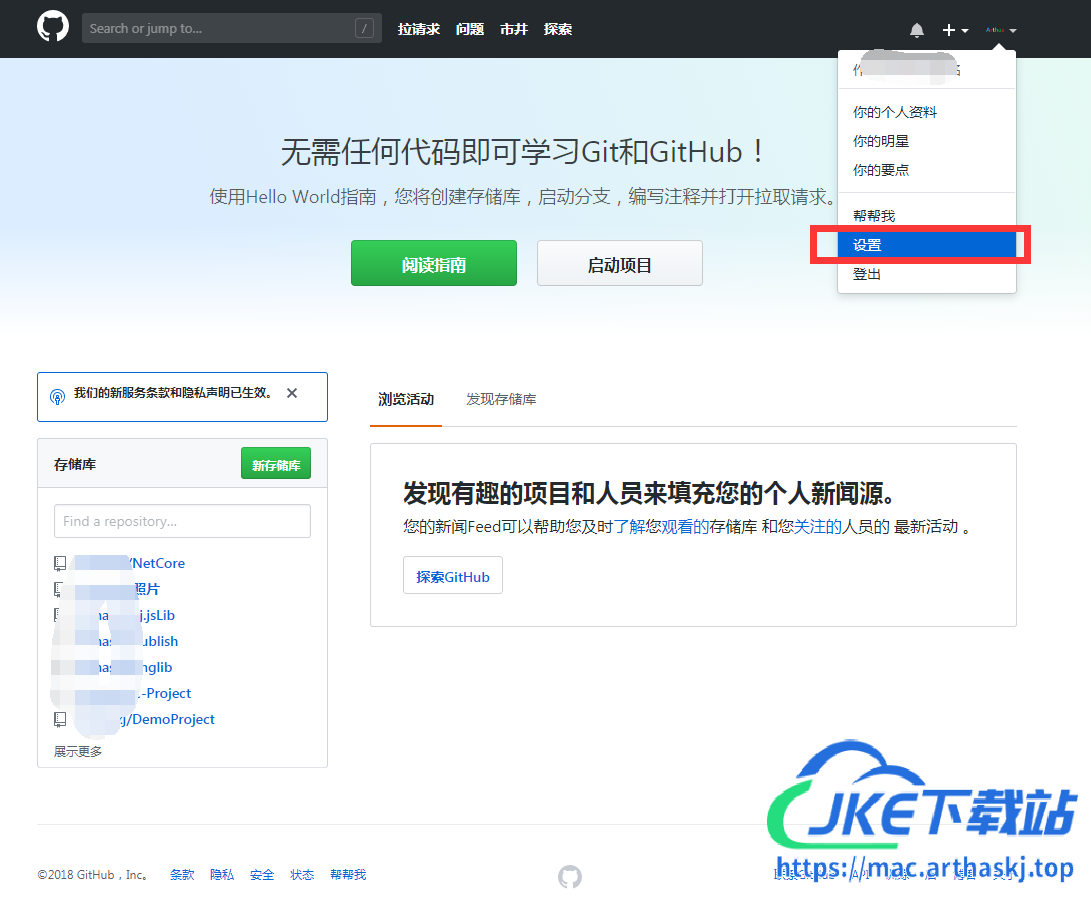 Search or jump to...
/
拉请求 问题 市井 探索
你的个人资料
你的明星
你的要点
帮帮我
设置
登出
无需任何代码即可学习Git和GitHub！
使用Hello World指南，您将创建存储库，启动分支，编写注释并打开拉取请求。
阅读指南 启动项目
我们的新服务条款和隐私声明已生效。
存储库 新存储库
Find a repository...
/NetCore
照片
j.jsLib
ublish
nglib
-Project
/DemoProject
展示更多
浏览活动 发现存储库
发现有趣的项目和人员来填充您的个人新闻源。
您的新闻Feed可以帮助您及时了解您观看的存储库 和您关注的人员的 最新活动 。
探索GitHub
©2018 GitHub，Inc。 条款 隐私 安全 状态 帮帮我
JKE下载站
https://mac.arthaskj.top